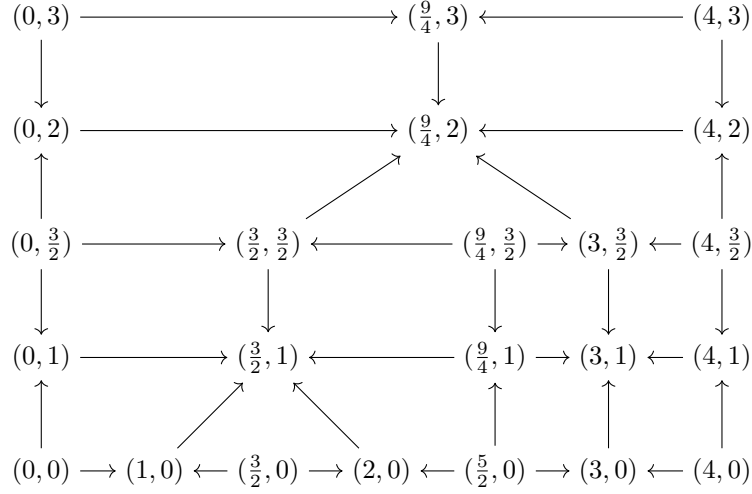 (0, 3) (9/4, 3) (4, 3)
(0, 2) (9/4, 2) (4, 2)
(0, 3/2) (3/2, 3/2) (9/4, 3/2) (3, 3/2) (4, 3/2)
(0, 1) (3/2, 1) (9/4, 1) (3, 1) (4, 1)
(0, 0) (1, 0) (3/2, 0) (2, 0) (5/2, 0) (3, 0) (4, 0)